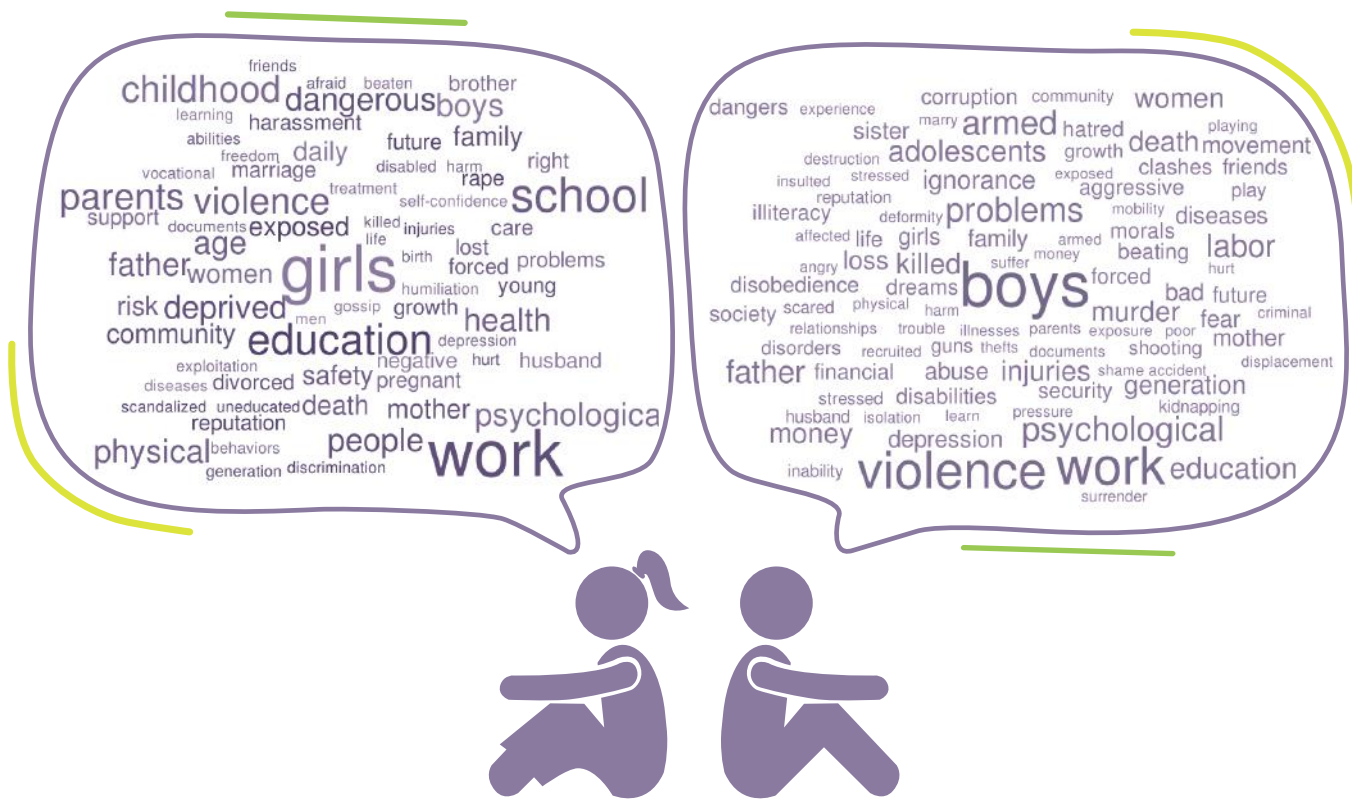 friends
childhood afraid beaten brother
dangerous boys
learning harassment
abilities future family
freedom daily disabled harm right
vocational marriage rape
parents violence treatment self-confidence school
support documents exposed killed injuries care
age life lost
father women girls birth forced problems
humiliation young
risk deprived gossip growth
men health
community education depression
exploitation negative hurt husband
diseases divorced safety pregnant
scandalized uneducated death mother psychologica
reputation
physical behaviors people work
generation discrimination
dangers experience corruption community women
sister marry armed hatred death playing
movement
destruction adolescents growth clashes friends
insulted stressed ignorance exposed aggressive play
reputation
illiteracy deformity problems mobility diseases
affected life girls family armed morals
angry loss killed suffer money beating labor
disobedience dreams boys forced hurt
bad future
society scared physical harm murder fear criminal
relationships trouble illnesses parents exposure poor mother
disorders recruited guns thefts documents shooting
father financial abuse injuries shame accident displacement
stressed disabilities security generation
husband isolation learn pressure kidnapping
money depression psychological
inability violence work education
surrender